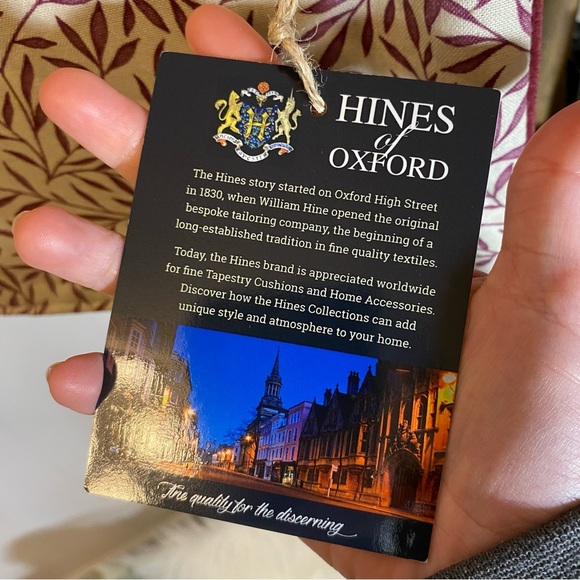 HINES
of
OXFORD
H
The Hines story started on Oxford High Street
in 1830, when William Hine opened the original
bespoke tailoring company, the beginning of a
long-established tradition in fine quality textiles.
Today, the Hines brand is appreciated worldwide
for fine Tapestry Cushions and Home Accessories.
Discover how the Hines Collections can add
unique style and atmosphere to your home.
Fine quality for the discerning